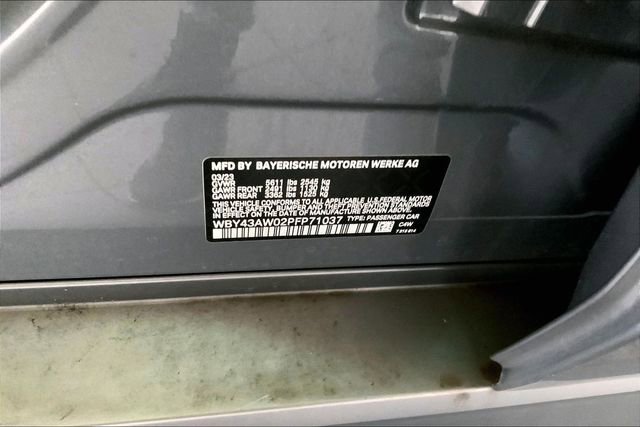 MFD BY BAYERISCHE MOTOREN WERKE AG
03/23
GVWR 5611 lbs 2545 kg
GAWR FRONT 2491 lbs 1130 kg
GAWR REAR 3362 lbs 1525 kg
THIS VEHICLE CONFORMS TO ALL APPLICABLE U.S. FEDERAL MOTOR
VEHICLE SAFETY, BUMPER AND THEFT PREVENTION STANDARDS
IN EFFECT ON THE DATE OF MANUFACTURE SHOWN ABOVE.
WBY43AW02PFP71037 TYPE: PASSENGER CAR
C4W